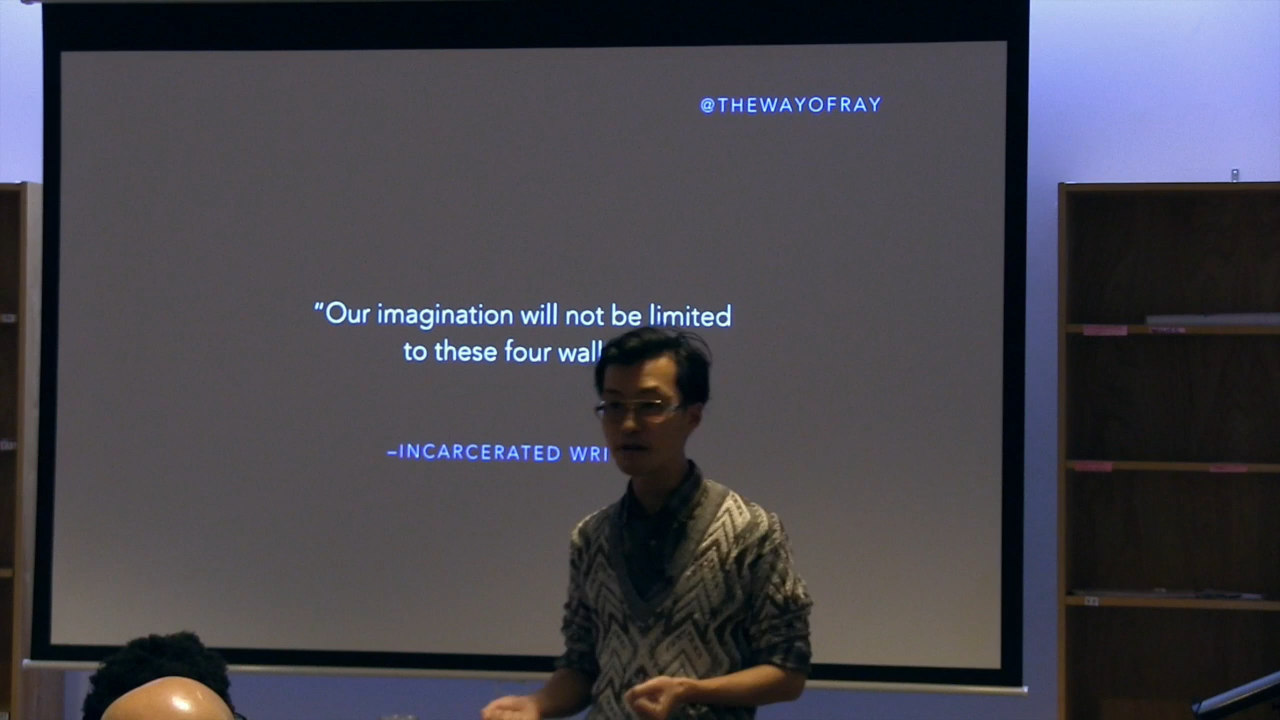 @THEWAYOFRAY
"Our imagination will not be limited
to these four
–INCARCERATED